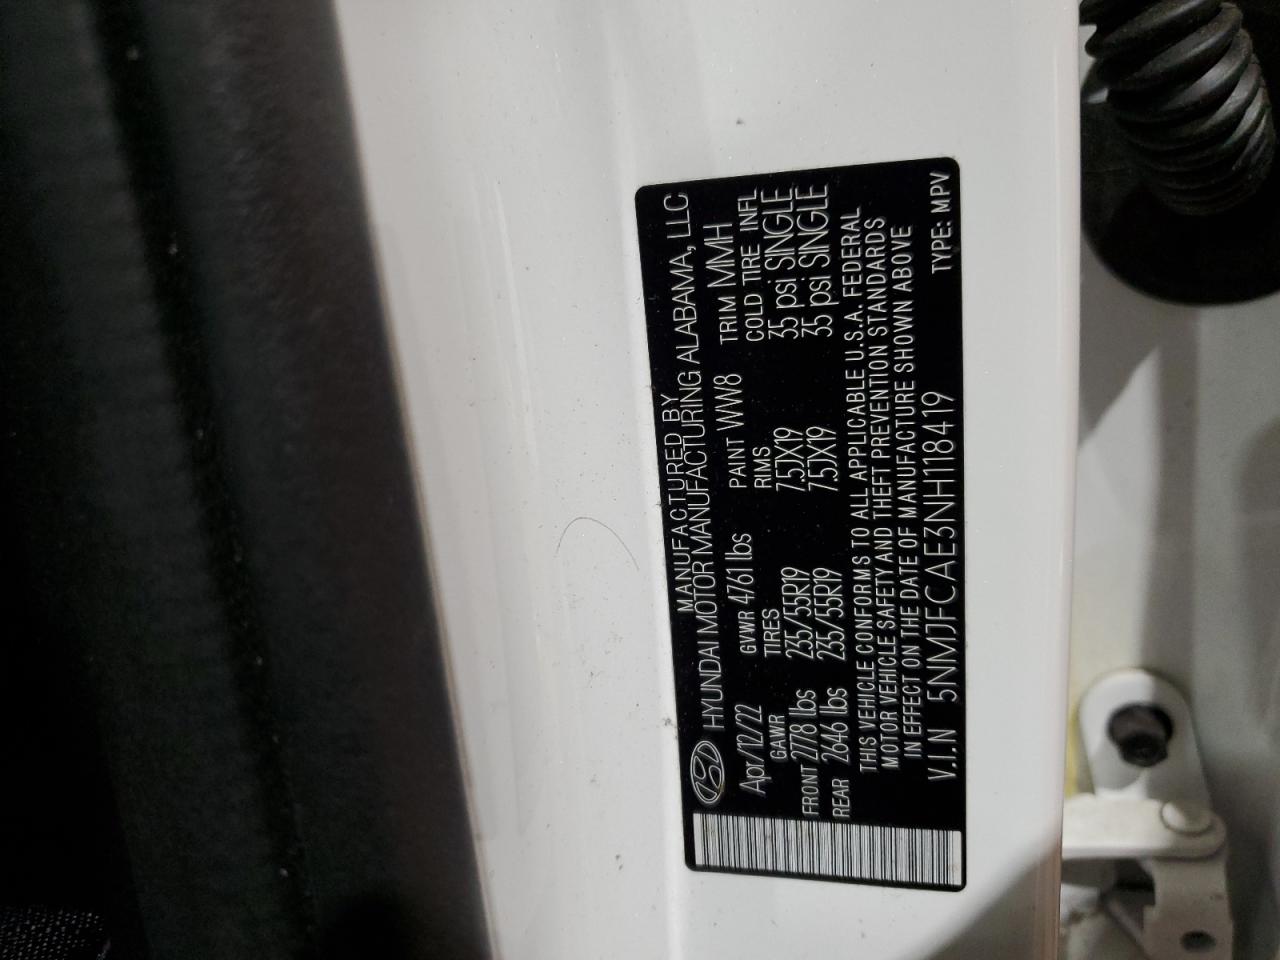 MANUFACTURED BY
HYUNDAI MOTOR MANUFACTURING ALABAMA, LLC
Apr/12/22 GVWR 4761 lbs PAINT WW8 TRIM MMH
GAWR TIRES RIMS COLD TIRE INFL
FRONT 2778 lbs 235/55R19 7.5JX19 35 psi SINGLE
REAR 2646 lbs 235/55R19 7.5JX19 35 psi SINGLE
THIS VEHICLE CONFORMS TO ALL APPLICABLE U.S.A. FEDERAL
MOTOR VEHICLE SAFETY AND THEFT PREVENTION STANDARDS
IN EFFECT ON THE DATE OF MANUFACTURE SHOWN ABOVE
V.I.N 5NMJFCAE3NH118419 TYPE: MPV